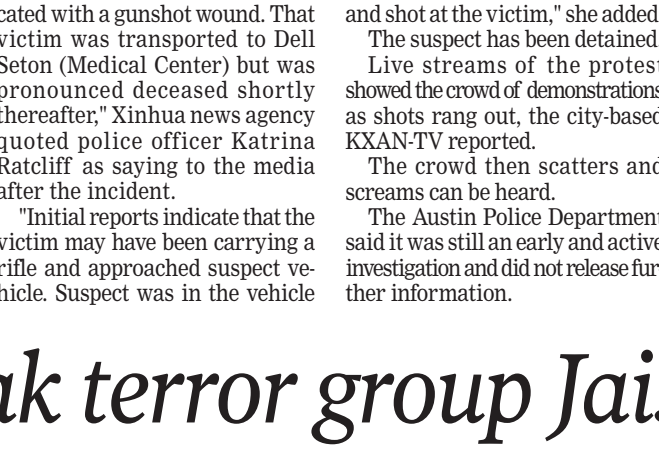 cated with a gunshot wound. That
victim was transported to Dell
Seton (Medical Center) but was
pronounced deceased shortly
thereafter," Xinhua news agency
quoted police officer Katrina
Ratcliff as saying to the media
after the incident.
"Initial reports indicate that the
victim may have been carrying a
rifle and approached suspect ve-
hicle. Suspect was in the vehicle
and shot at the victim," she added
The suspect has been detained
Live streams of the protest
showed the crowd of demonstrations
as shots rang out, the city-based
KXAN-TV reported.
The crowd then scatters and
screams can be heard.
The Austin Police Department
said it was still an early and active
investigation and did not release fur
ther information.
ak terror group Jais